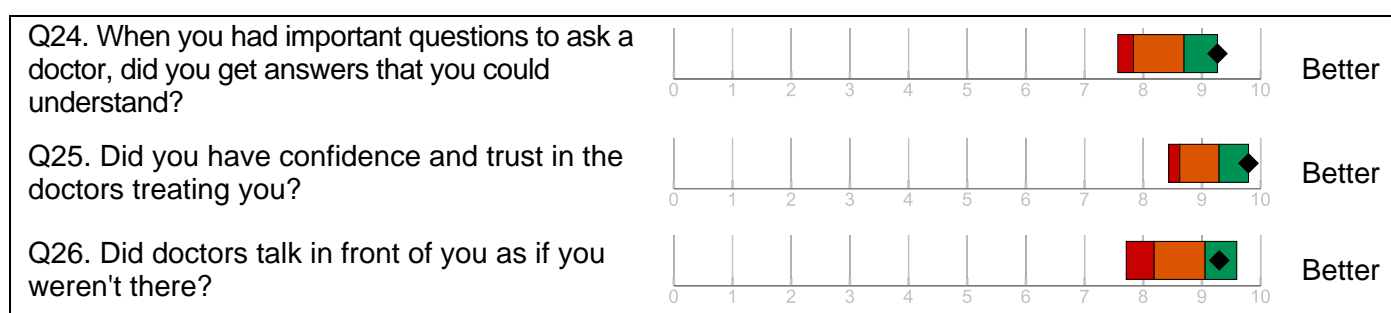 Q24. When you had important questions to ask a
doctor, did you get answers that you could
understand?
0 1 2 3 4 5 6 7 8 9 10
Better
Q25. Did you have confidence and trust in the
doctors treating you?
0 1 2 3 4 5 6 7 8 9 10
Better
Q26. Did doctors talk in front of you as if you
weren't there?
0 1 2 3 4 5 6 7 8 9 10
Better